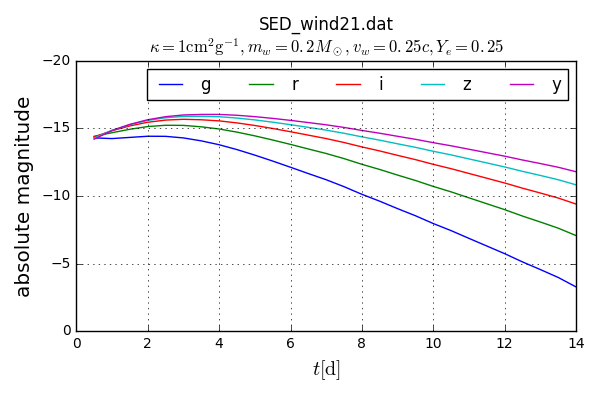 SED_wind21.dat
κ = 1cm²g⁻¹, m_w = 0.2M_⊙, v_w = 0.25c, Y_e = 0.25
g r i z y
−20
−15
−10
−5
0
absolute magnitude
0 2 4 6 8 10 12 14
t[d]